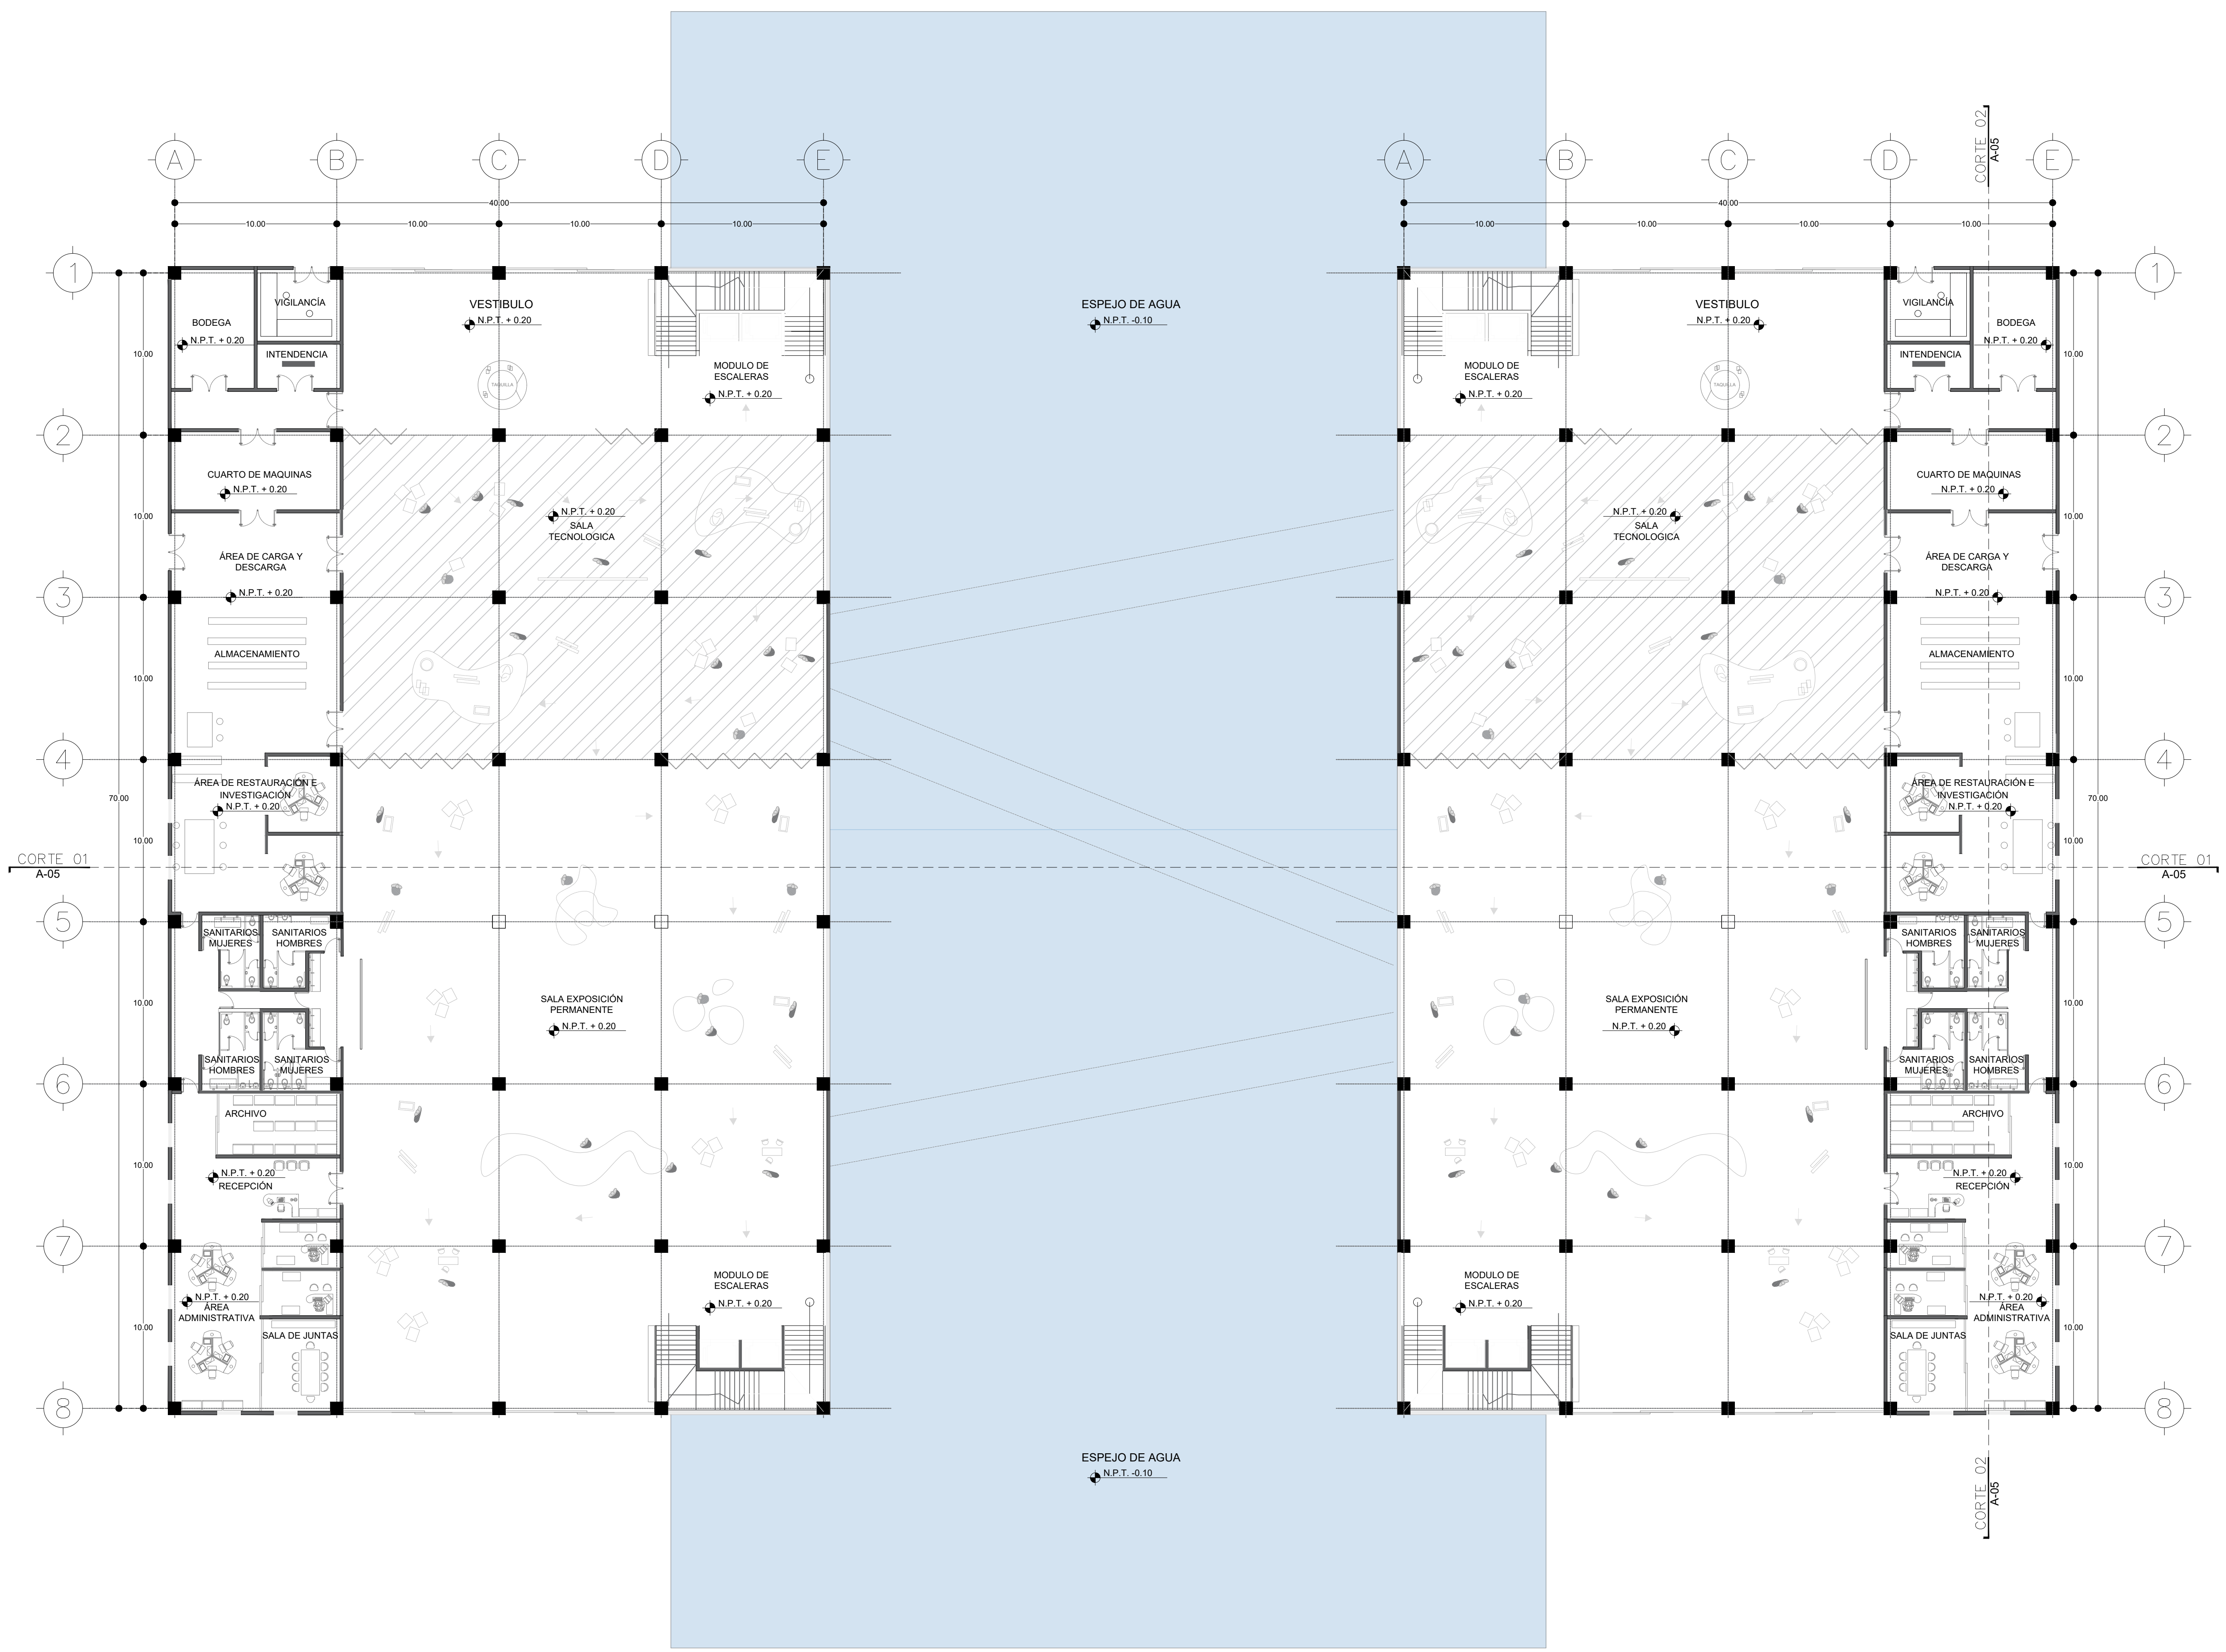 CORTE 02
A-05
A
B
C
D
E
A
B
C
D
E
40.00
40.00
10.00
10.00
10.00
10.00
10.00
10.00
10.00
10.00
1
1
VIGILANCÍA
VESTIBULO
N.P.T. + 0.20
BODEGA
N.P.T. + 0.20
INTENDENCIA
TAQUILLA
MODULO DE
ESCALERAS
N.P.T. + 0.20
ESPEJO DE AGUA
N.P.T. -0.10
MODULO DE
ESCALERAS
N.P.T. + 0.20
VESTIBULO
N.P.T. + 0.20
TAQUILLA
VIGILANCÍA
BODEGA
N.P.T. + 0.20
INTENDENCIA
10.00
10.00
2
2
CUARTO DE MAQUINAS
N.P.T. + 0.20
N.P.T. + 0.20
SALA
TECNOLOGICA
N.P.T. + 0.20
SALA
TECNOLOGICA
CUARTO DE MAQUINAS
N.P.T. + 0.20
10.00
10.00
ÁREA DE CARGA Y
DESCARGA
N.P.T. + 0.20
ÁREA DE CARGA Y
DESCARGA
N.P.T. + 0.20
3
3
ALMACENAMIENTO
ALMACENAMIENTO
10.00
10.00
4
4
ÁREA DE RESTAURACIÓN E
INVESTIGACIÓN
N.P.T. + 0.20
ÁREA DE RESTAURACIÓN E
INVESTIGACIÓN
N.P.T. + 0.20
70.00
70.00
10.00
10.00
CORTE 01
A-05
CORTE 01
A-05
5
5
SANITARIOS
MUJERES
SANITARIOS
HOMBRES
SANITARIOS
HOMBRES
SANITARIOS
MUJERES
10.00
10.00
SALA EXPOSICIÓN
PERMANENTE
N.P.T. + 0.20
SALA EXPOSICIÓN
PERMANENTE
N.P.T. + 0.20
SANITARIOS
HOMBRES
SANITARIOS
MUJERES
SANITARIOS
MUJERES
SANITARIOS
HOMBRES
6
6
ARCHIVO
ARCHIVO
10.00
10.00
N.P.T. + 0.20
RECEPCIÓN
N.P.T. + 0.20
RECEPCIÓN
7
7
MODULO DE
ESCALERAS
N.P.T. + 0.20
MODULO DE
ESCALERAS
N.P.T. + 0.20
N.P.T. + 0.20
ÁREA
ADMINISTRATIVA
N.P.T. + 0.20
ÁREA
ADMINISTRATIVA
10.00
10.00
SALA DE JUNTAS
SALA DE JUNTAS
8
8
ESPEJO DE AGUA
N.P.T. -0.10
CORTE 02
A-05